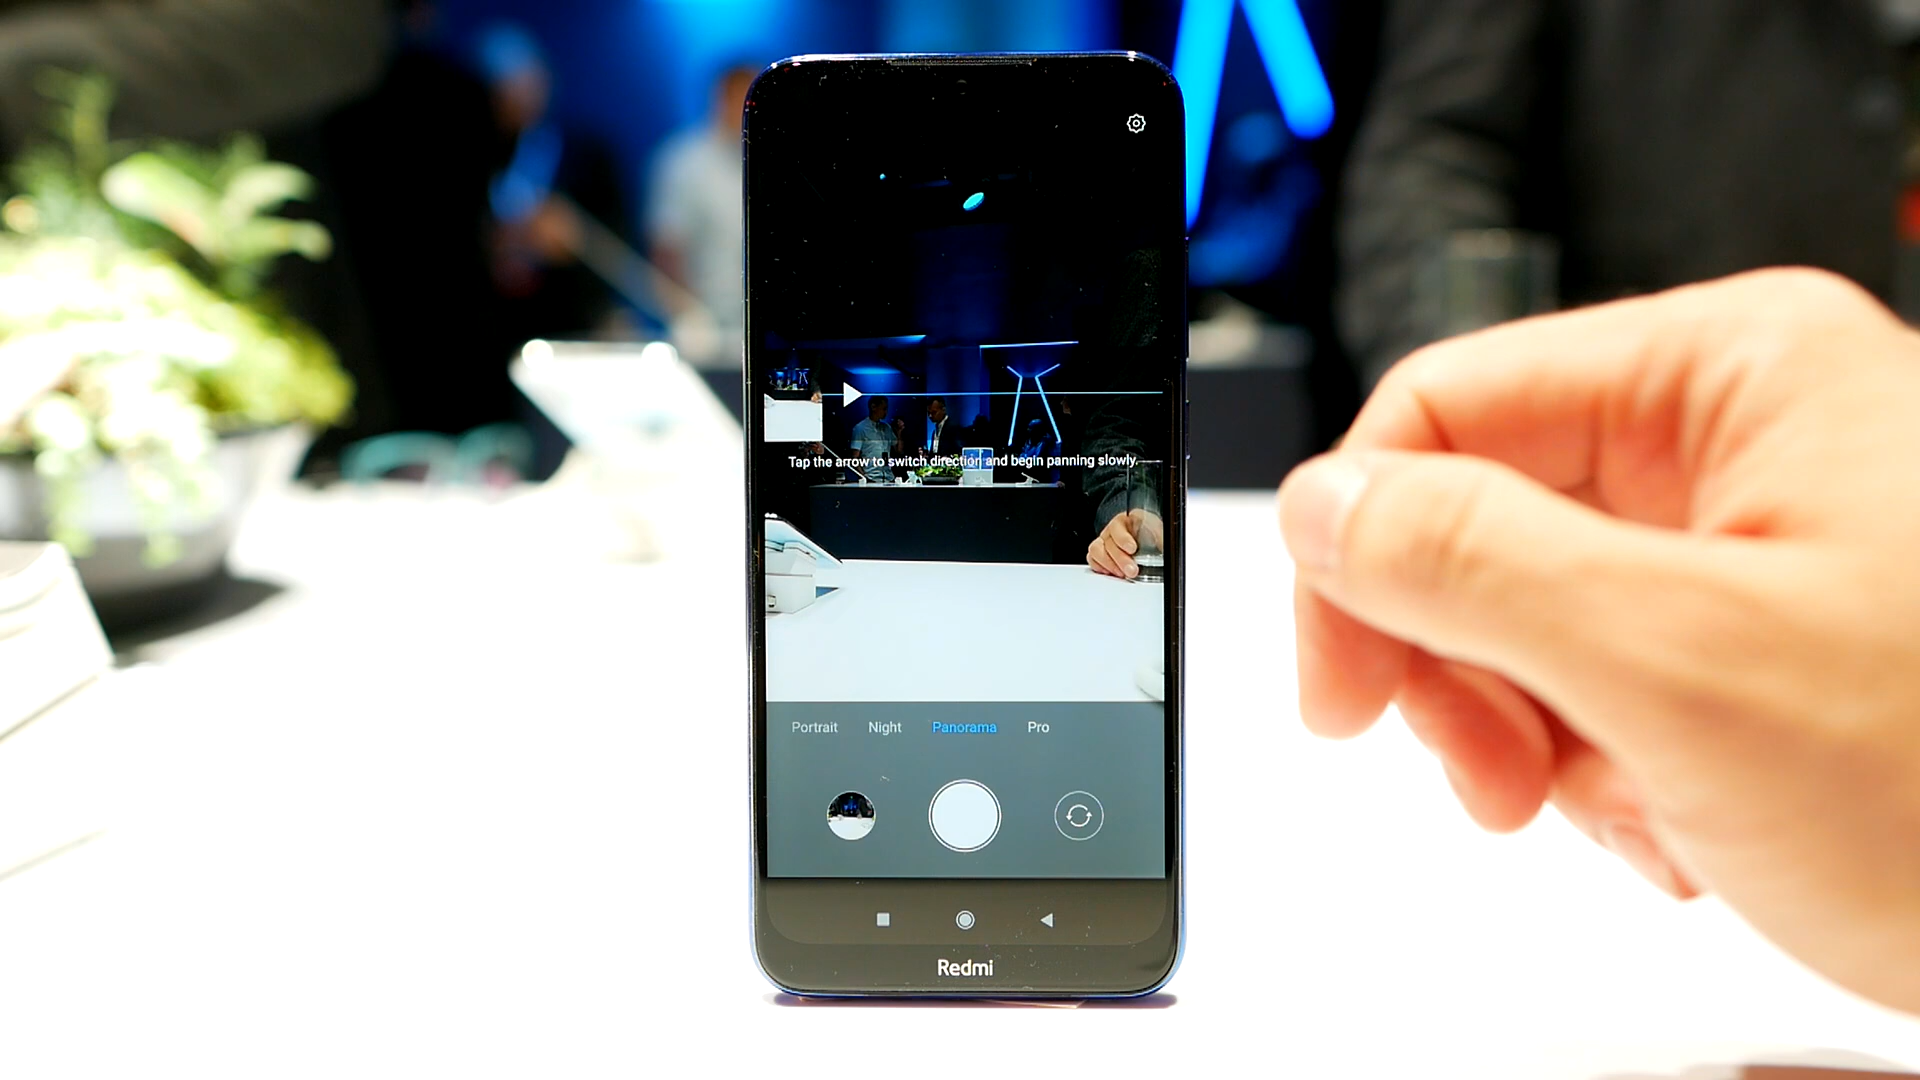 Tap the arrow to switch direction and begin panning slowly.
Portrait Night Panorama Pro
Redmi